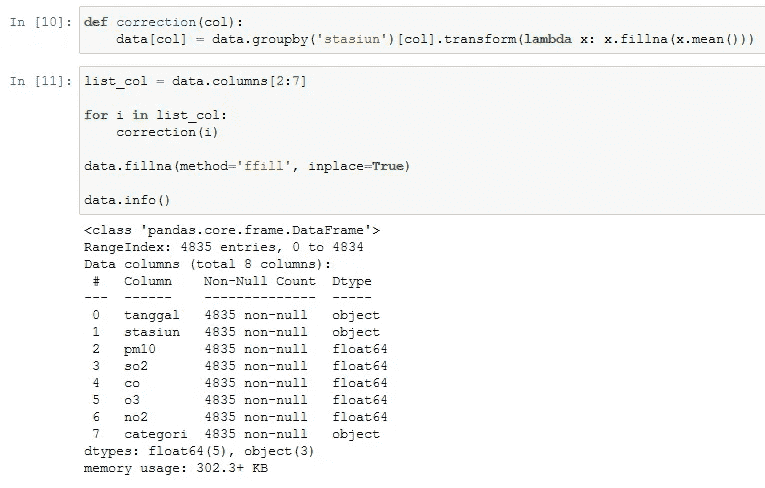 In [10]: def correction(col):
    data[col] = data.groupby('stasiun')[col].transform(lambda x: x.fillna(x.mean()))
In [11]: list_col = data.columns[2:7]
for i in list_col:
    correction(i)
data.fillna(method='ffill', inplace=True)
data.info()
<class 'pandas.core.frame.DataFrame'>
RangeIndex: 4835 entries, 0 to 4834
Data columns (total 8 columns):
 #   Column    Non-Null Count  Dtype
---  ------    --------------  -----
 0   tanggal   4835 non-null   object
 1   stasiun   4835 non-null   object
 2   pm10      4835 non-null   float64
 3   so2       4835 non-null   float64
 4   co        4835 non-null   float64
 5   o3        4835 non-null   float64
 6   no2       4835 non-null   float64
 7   categori  4835 non-null   object
dtypes: float64(5), object(3)
memory usage: 302.3+ KB